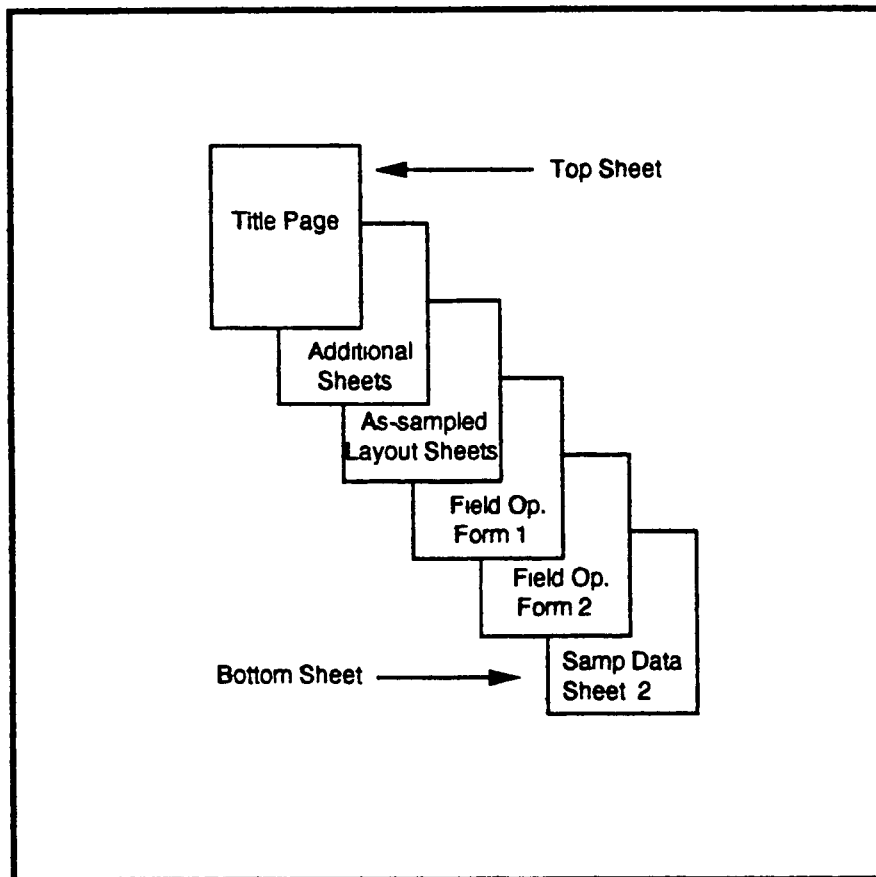 Top Sheet
Title Page
Additional
Sheets
As-sampled
Layout Sheets
Field Op.
Form 1
Field Op.
Form 2
Bottom Sheet
Samp Data
Sheet 2